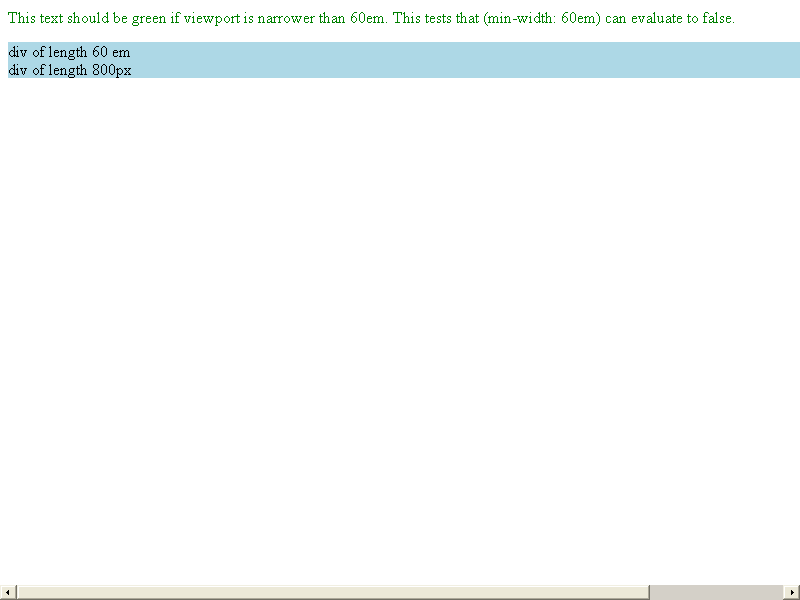 This text should be green if viewport is narrower than 60em. This tests that (min-width: 60em) can evaluate to false.
div of length 60 em
div of length 800px